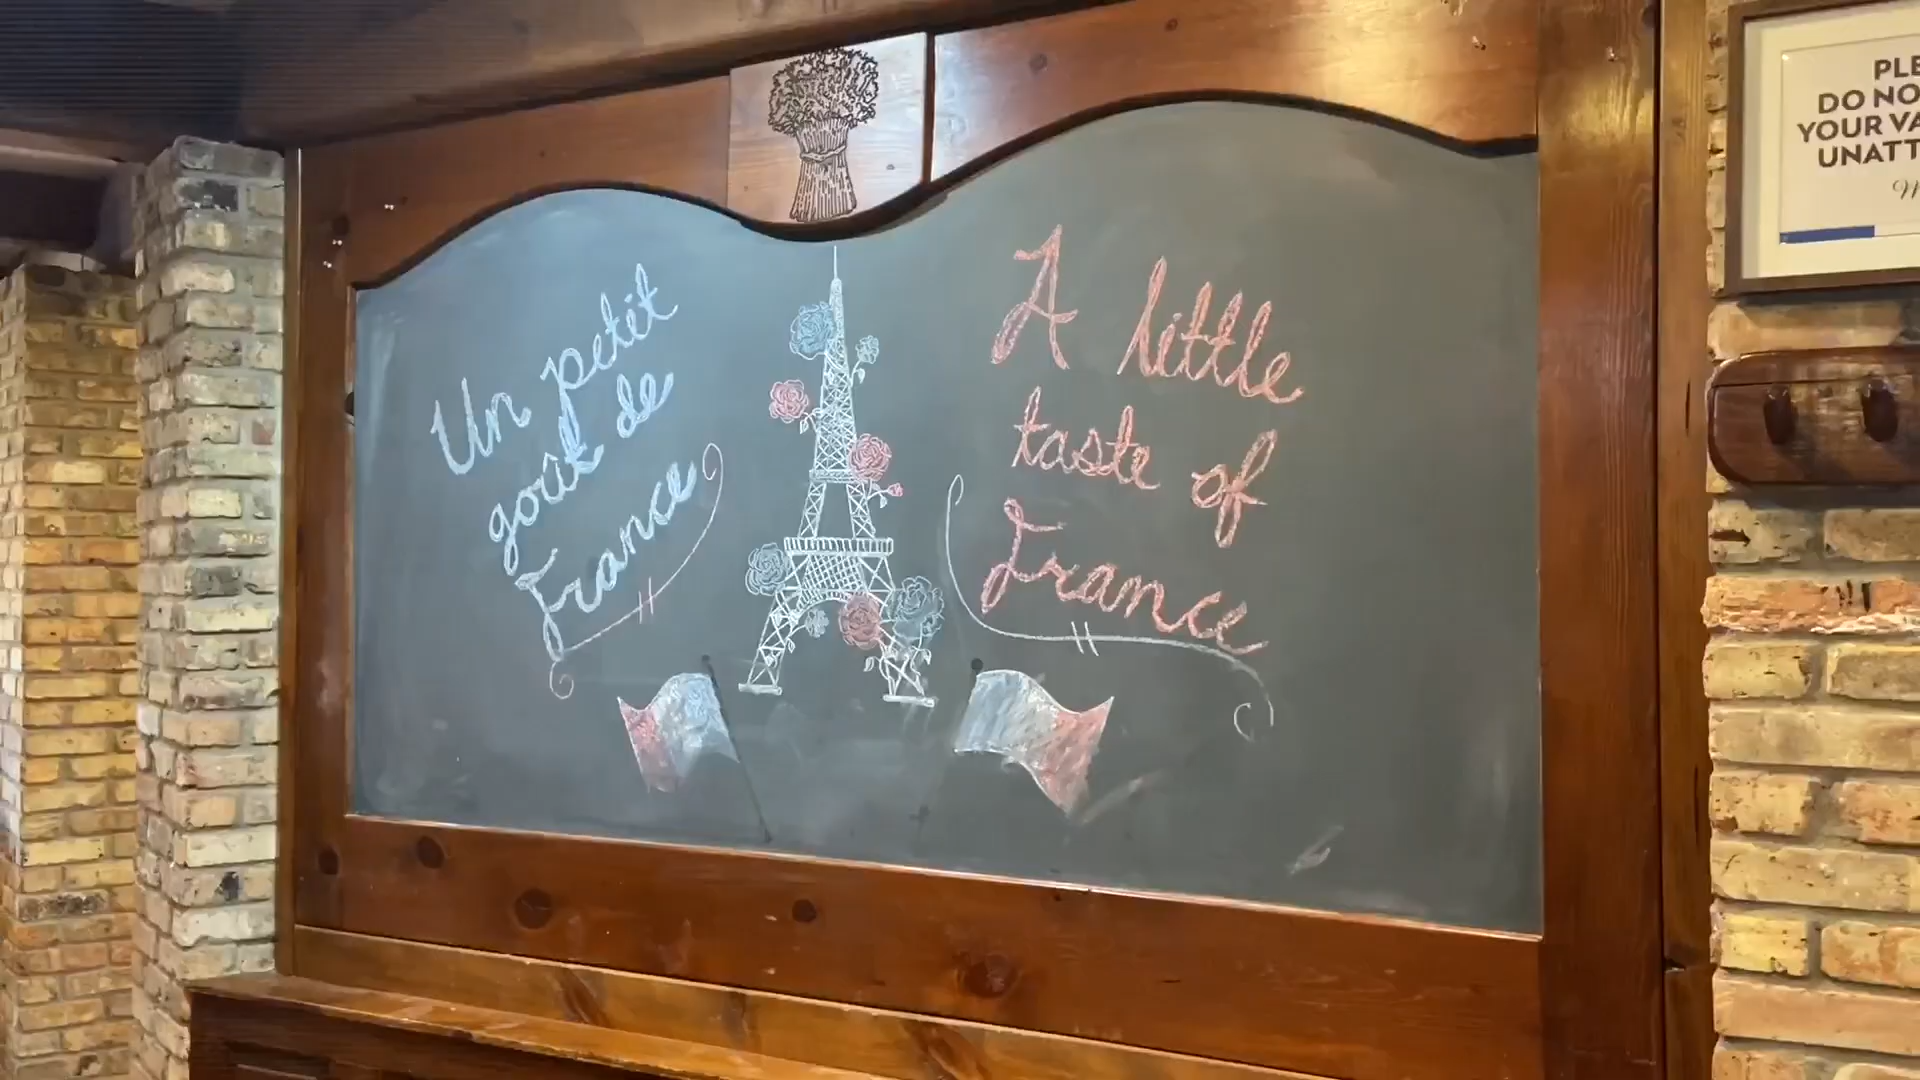 Un petit
goût de
France
A little
taste of
France
PLE
DO NO
YOUR VA
UNATT